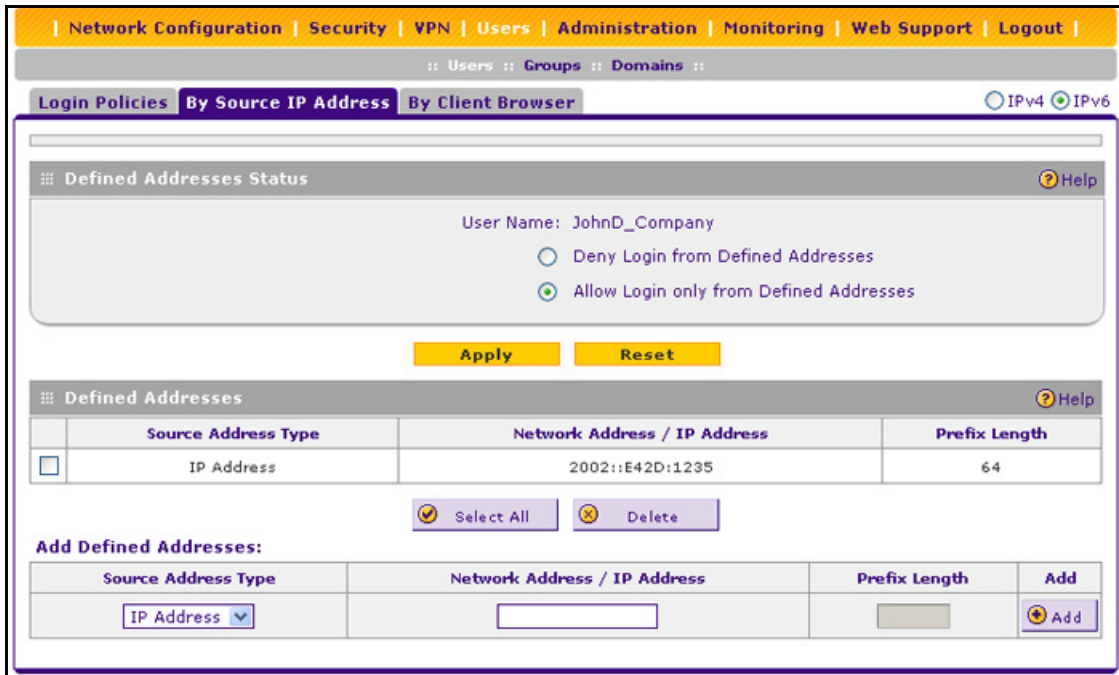 | Network Configuration | Security | VPN | Users | Administration | Monitoring | Web Support | Logout |
:: Users :: Groups :: Domains ::
Login Policies By Source IP Address By Client Browser IPv4 IPv6
Defined Addresses Status ? Help
User Name: JohnD_Company
Deny Login from Defined Addresses
Allow Login only from Defined Addresses
Apply Reset
Defined Addresses ? Help
Source Address Type Network Address / IP Address Prefix Length
IP Address 2002::E42D:1235 64
Select All Delete
Add Defined Addresses:
Source Address Type Network Address / IP Address Prefix Length Add
IP Address Add